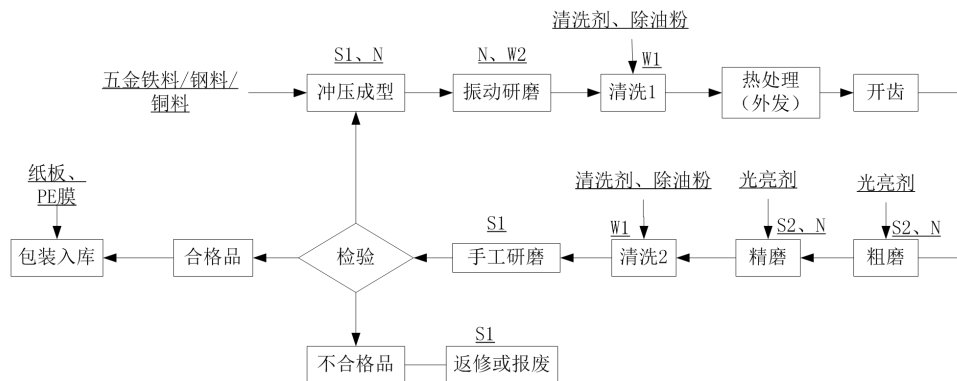 清洗剂、除油粉
S1、N
N、W2
W1
五金铁料/钢料/
铜料
冲压成型
振动研磨
清洗1
热处理
（外发）
开齿
纸板、
PE膜
清洗剂、除油粉
光亮剂
光亮剂
S1
W1
S2、N
S2、N
包装入库
合格品
检验
手工研磨
清洗2
精磨
粗磨
S1
不合格品
返修或报废